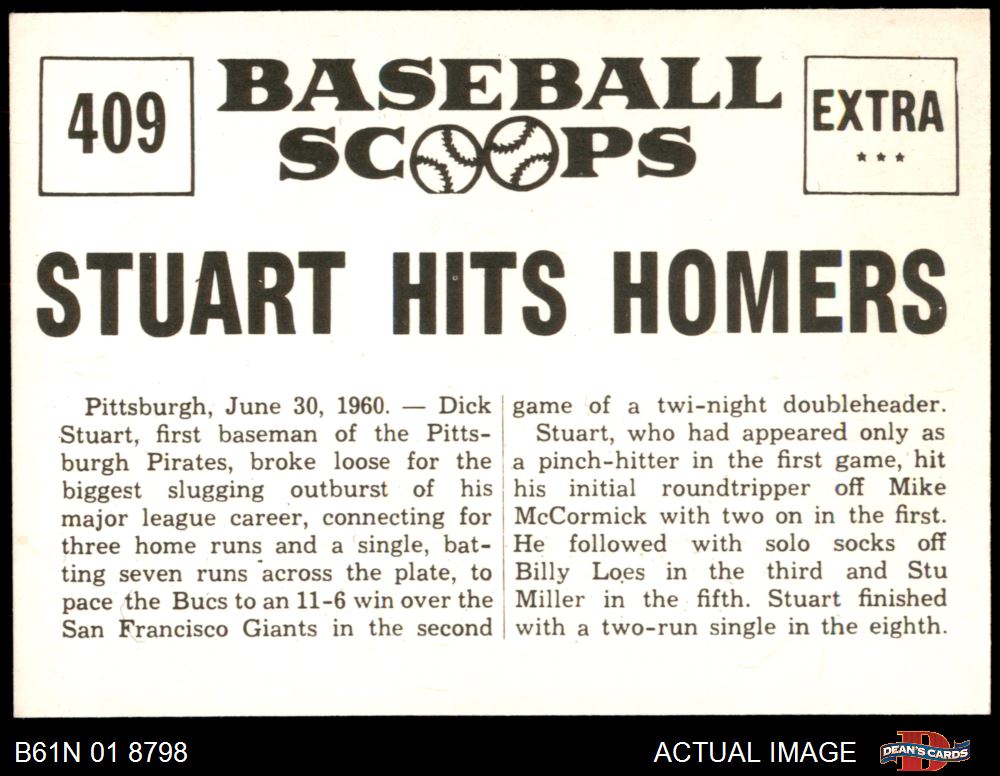 409
BASEBALL
SCOOPS
EXTRA
***
STUART HITS HOMERS
Pittsburgh, June 30, 1960. — Dick
Stuart, first baseman of the Pitts-
burgh Pirates, broke loose for the
biggest slugging outburst of his
major league career, connecting for
three home runs and a single, bat-
ting seven runs across the plate, to
pace the Bucs to an 11-6 win over the
San Francisco Giants in the second
game of a twi-night doubleheader.
Stuart, who had appeared only as
a pinch-hitter in the first game, hit
his initial roundtripper off Mike
McCormick with two on in the first.
He followed with solo socks off
Billy Loes in the third and Stu
Miller in the fifth. Stuart finished
with a two-run single in the eighth.
B61N 01 8798
ACTUAL IMAGE
D
DEAN'S CARDS